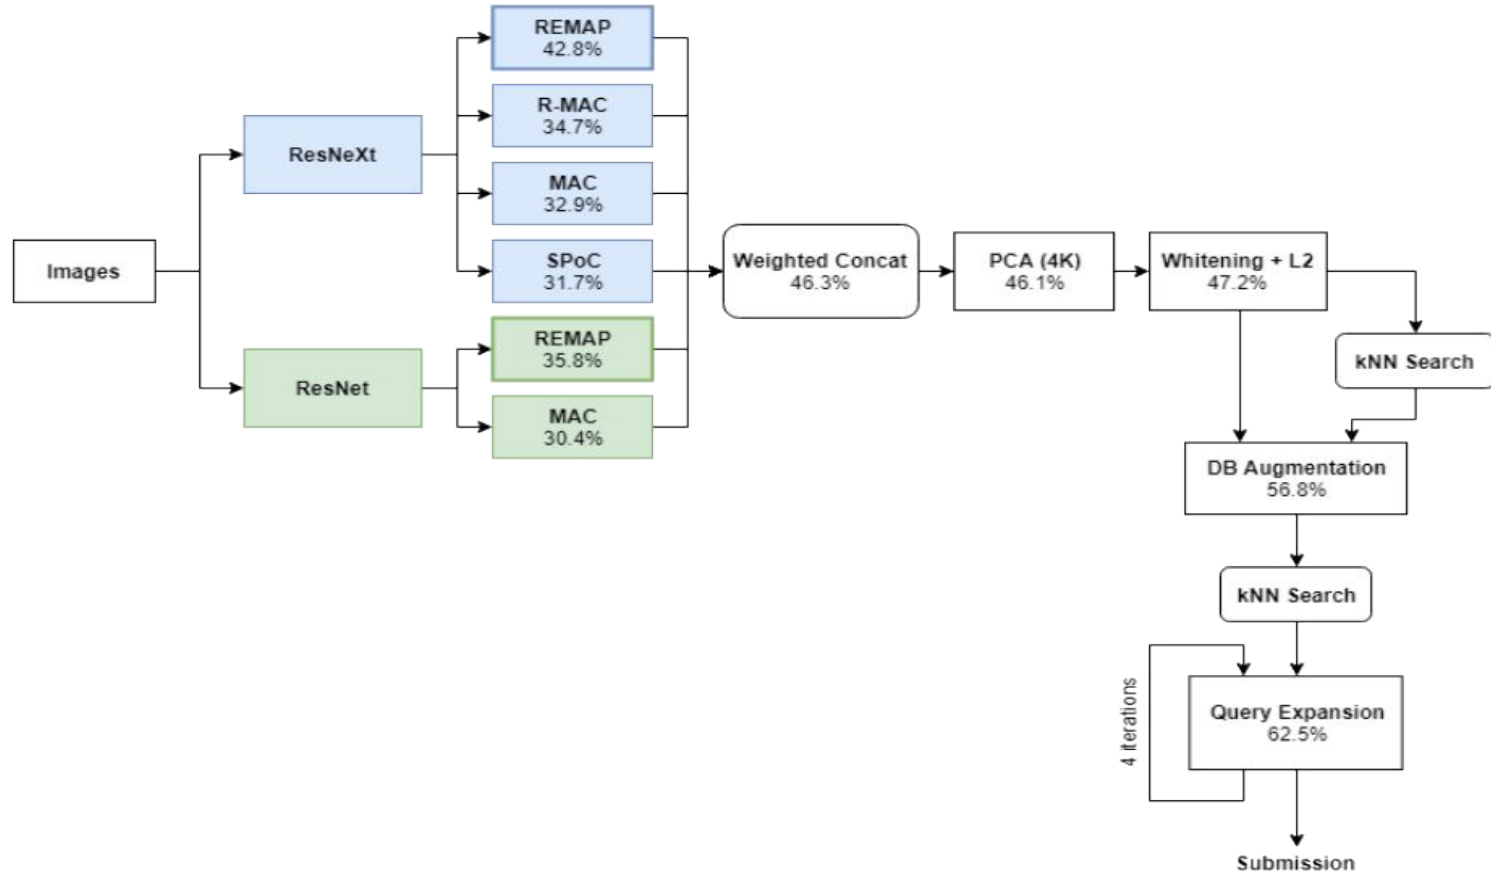 Images
ResNeXt
ResNet
REMAP
42.8%
R-MAC
34.7%
MAC
32.9%
SPoC
31.7%
REMAP
35.8%
MAC
30.4%
Weighted Concat
46.3%
PCA (4K)
46.1%
Whitening + L2
47.2%
kNN Search
DB Augmentation
56.8%
kNN Search
4 iterations
Query Expansion
62.5%
Submission